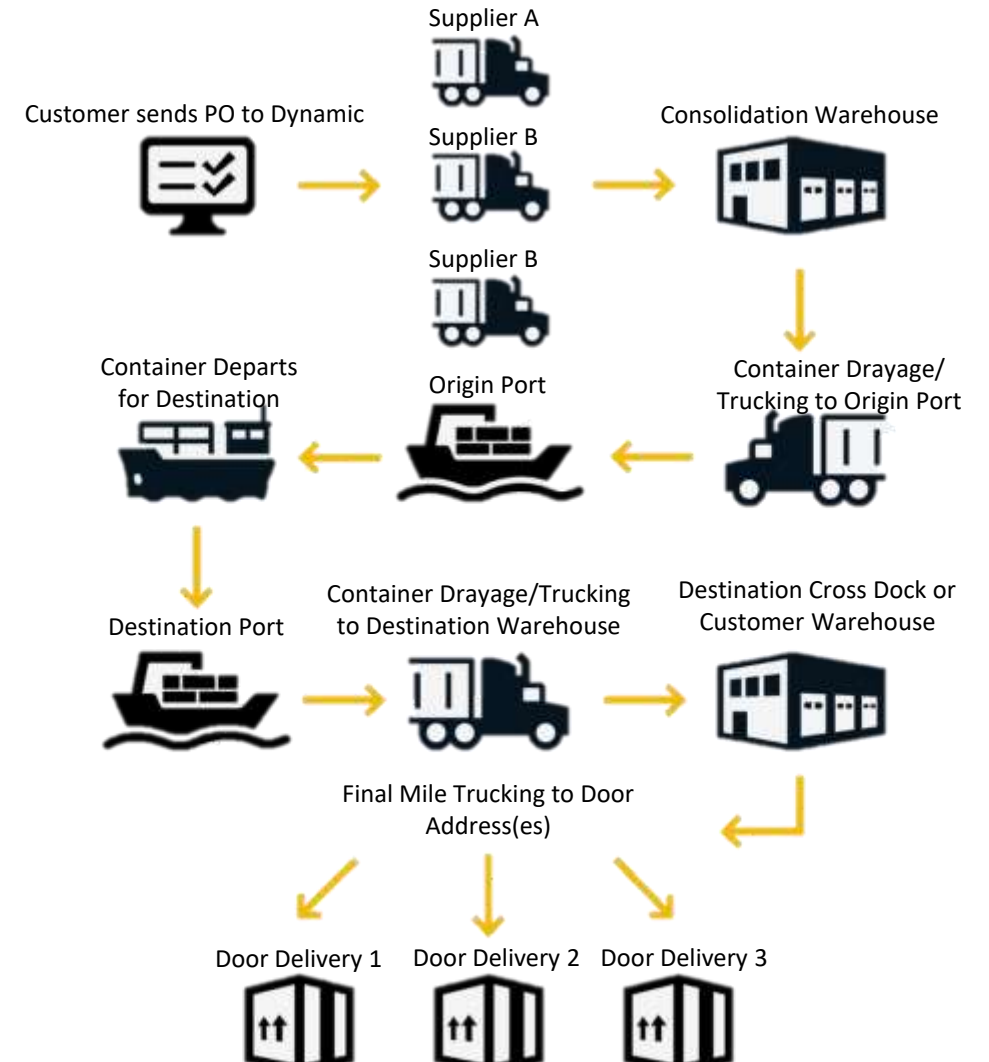 Supplier A
Customer sends PO to Dynamic
Supplier B
Consolidation Warehouse
Supplier B
Container Departs
for Destination
Origin Port
Container Drayage/
Trucking to Origin Port
Destination Port
Container Drayage/Trucking
to Destination Warehouse
Destination Cross Dock or
Customer Warehouse
Final Mile Trucking to Door
Address(es)
Door Delivery 1
Door Delivery 2
Door Delivery 3